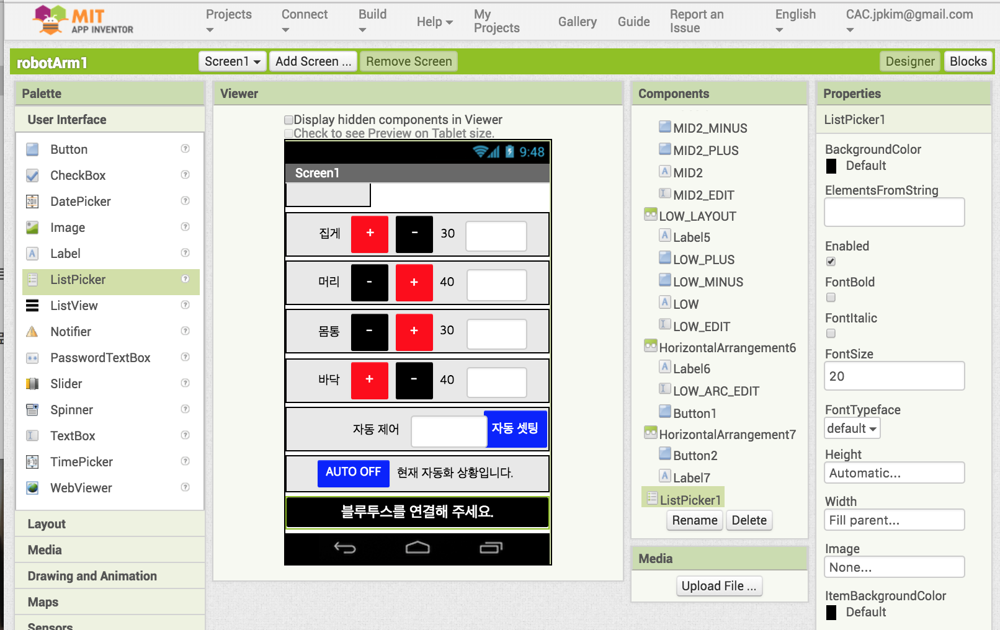 MIT
APP INVENTOR
Projects
Connect
Build
Help
My
Projects
Gallery
Guide
Report an
Issue
English
CAC.jpkim@gmail.com
robotArm1
Screen1
Add Screen ...
Remove Screen
Designer
Blocks
Palette
User Interface
Button
CheckBox
DatePicker
Image
Label
ListPicker
ListView
Notifier
PasswordTextBox
Slider
Spinner
TextBox
TimePicker
WebViewer
Layout
Media
Drawing and Animation
Maps
Sensors
Viewer
Display hidden components in Viewer
Check to see Preview on Tablet size.
9:48
Screen1
집게 + - 30
머리 - + 40
몸통 - + 30
바닥 + - 40
자동 제어 자동 셋팅
AUTO OFF 현재 자동화 상황입니다.
블루투스를 연결해 주세요.
Components
MID2_MINUS
MID2_PLUS
MID2
MID2_EDIT
LOW_LAYOUT
Label5
LOW_PLUS
LOW_MINUS
LOW
LOW_EDIT
HorizontalArrangement6
Label6
LOW_ARC_EDIT
Button1
HorizontalArrangement7
Button2
Label7
ListPicker1
Rename Delete
Media
Upload File ...
Properties
ListPicker1
BackgroundColor
Default
ElementsFromString
Enabled
FontBold
FontItalic
FontSize
20
FontTypeface
default
Height
Automatic...
Width
Fill parent...
Image
None...
ItemBackgroundColor
Default